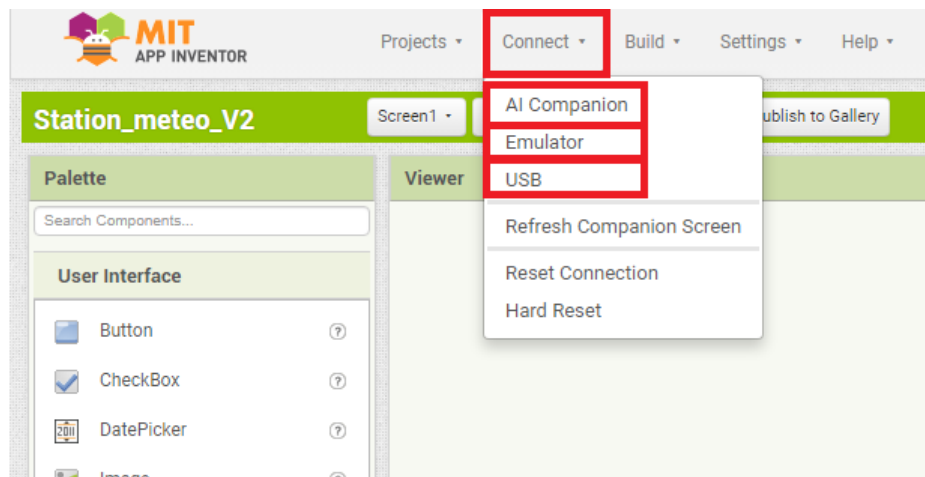 MIT
APP INVENTOR
Projects Connect Build Settings Help
Station_meteo_V2 Screen1 ublish to Gallery
AI Companion
Emulator
USB
Refresh Companion Screen
Reset Connection
Hard Reset
Palette Viewer
Search Components...
User Interface
Button ?
CheckBox ?
2011 DatePicker ?